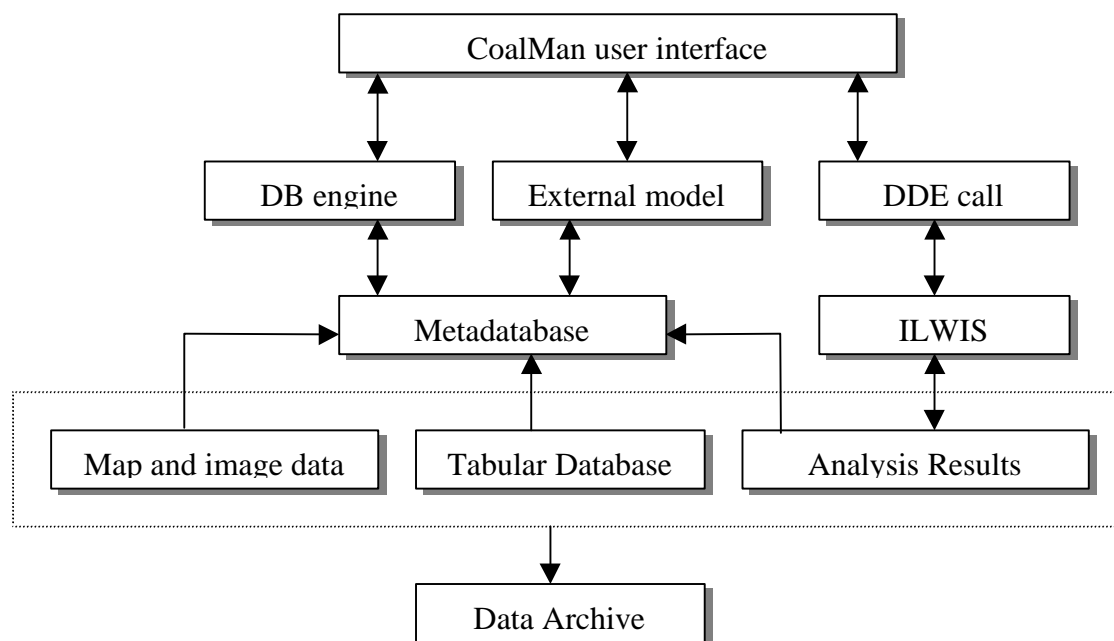 CoalMan user interface
DB engine
External model
DDE call
Metadatabase
ILWIS
Map and image data
Tabular Database
Analysis Results
Data Archive